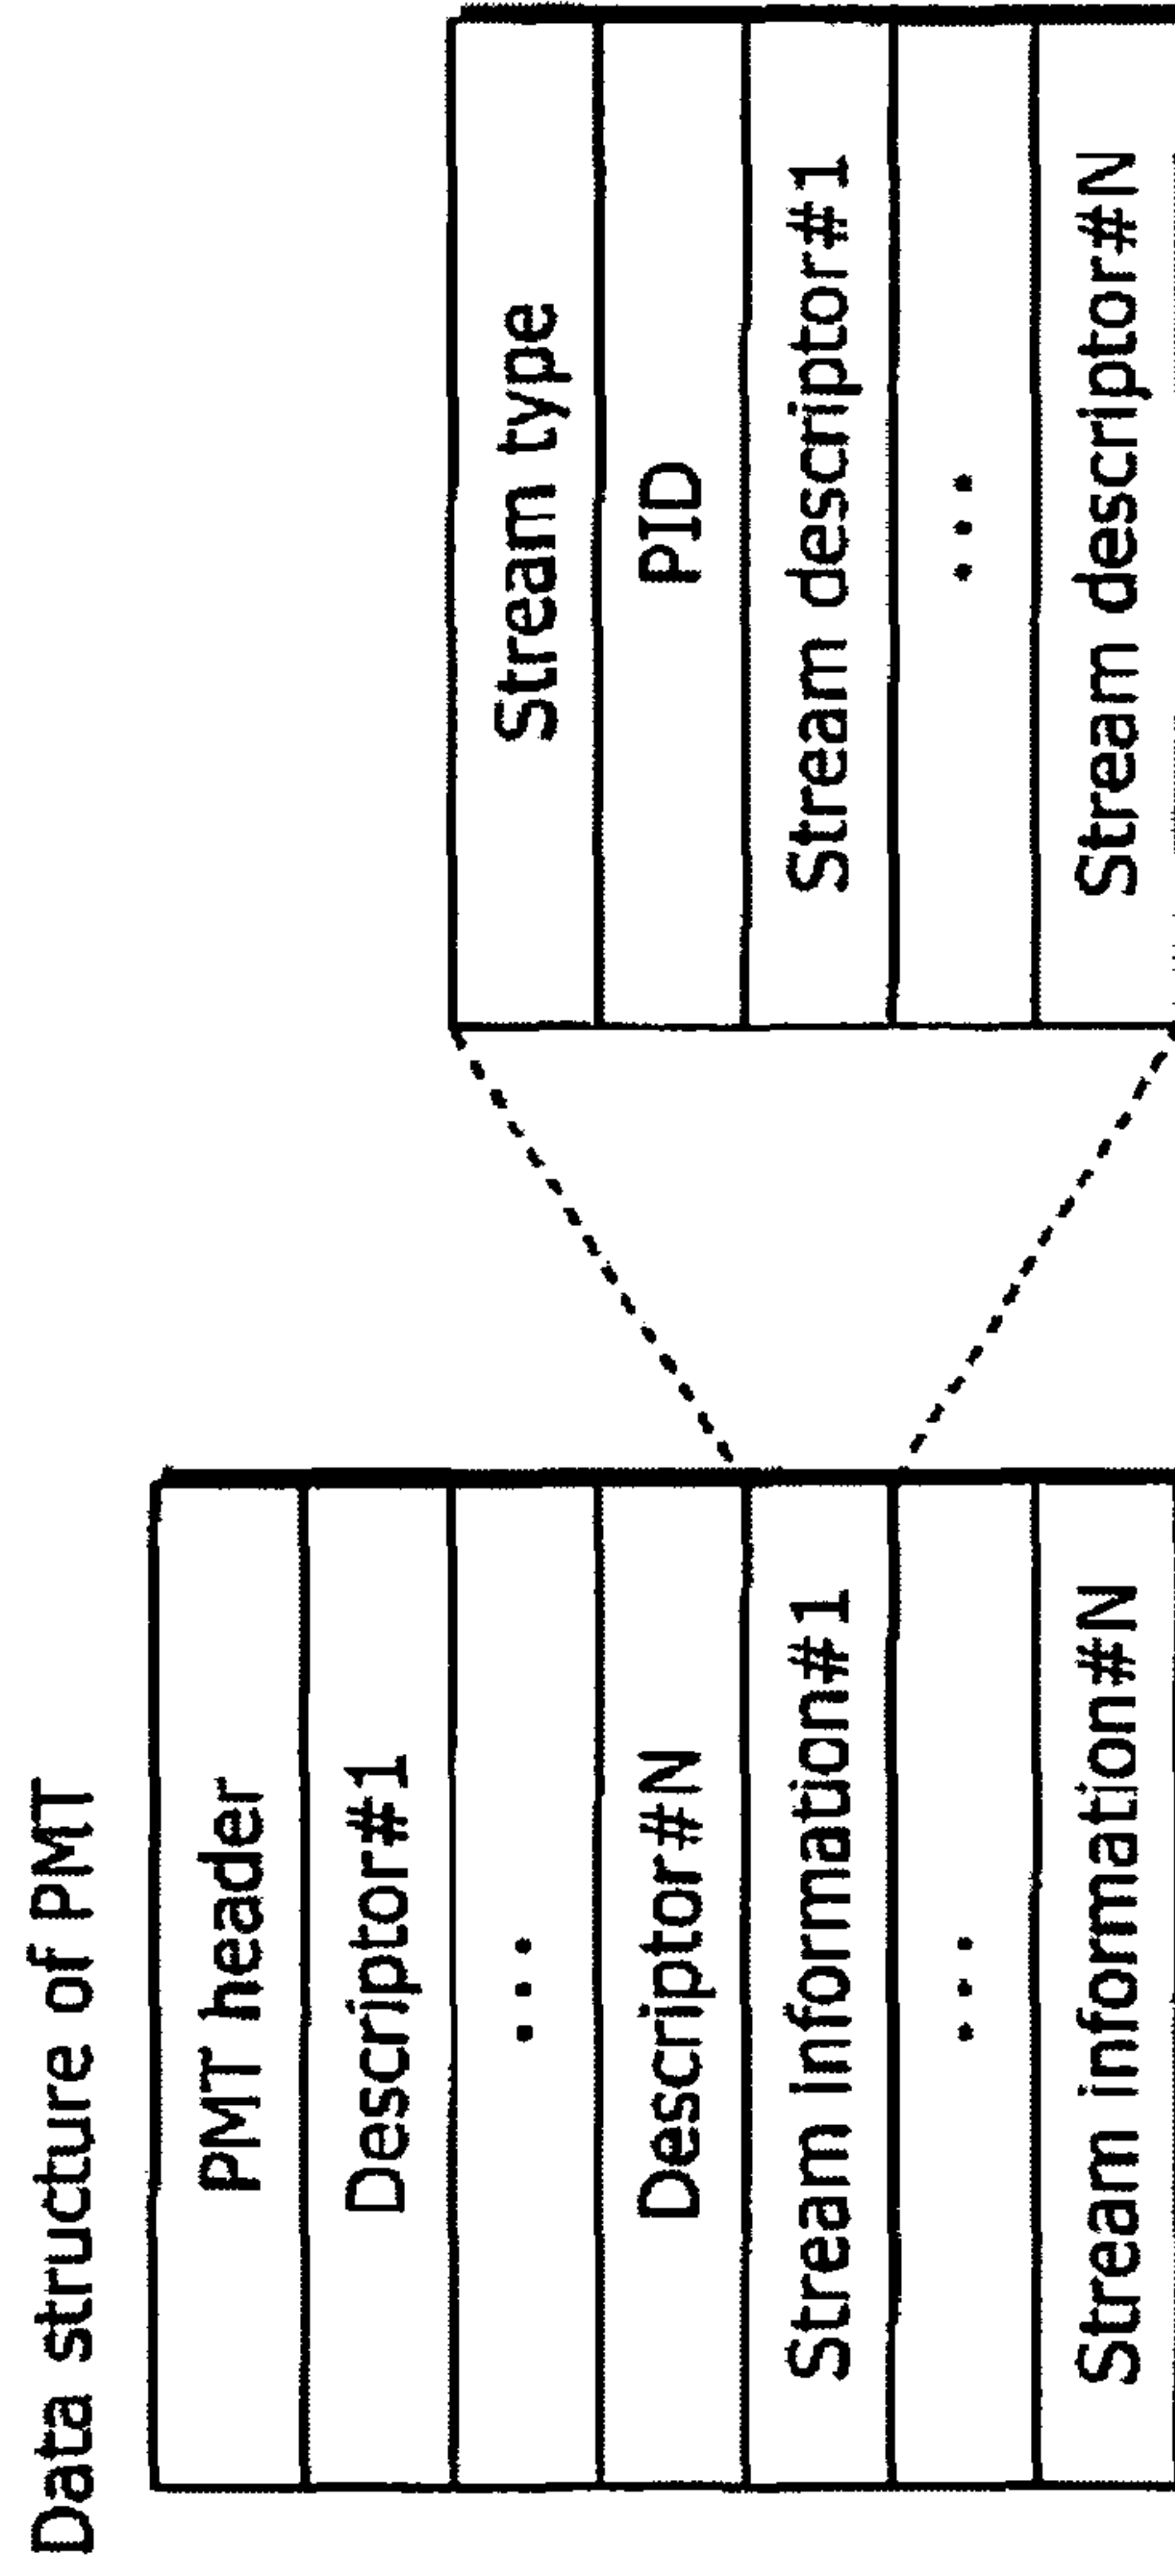 Data structure of PMT
PMT header
Descriptor#1
...
Descriptor#N
Stream information#1
...
Stream information#N
Stream type
PID
Stream descriptor#1
...
Stream descriptor#N